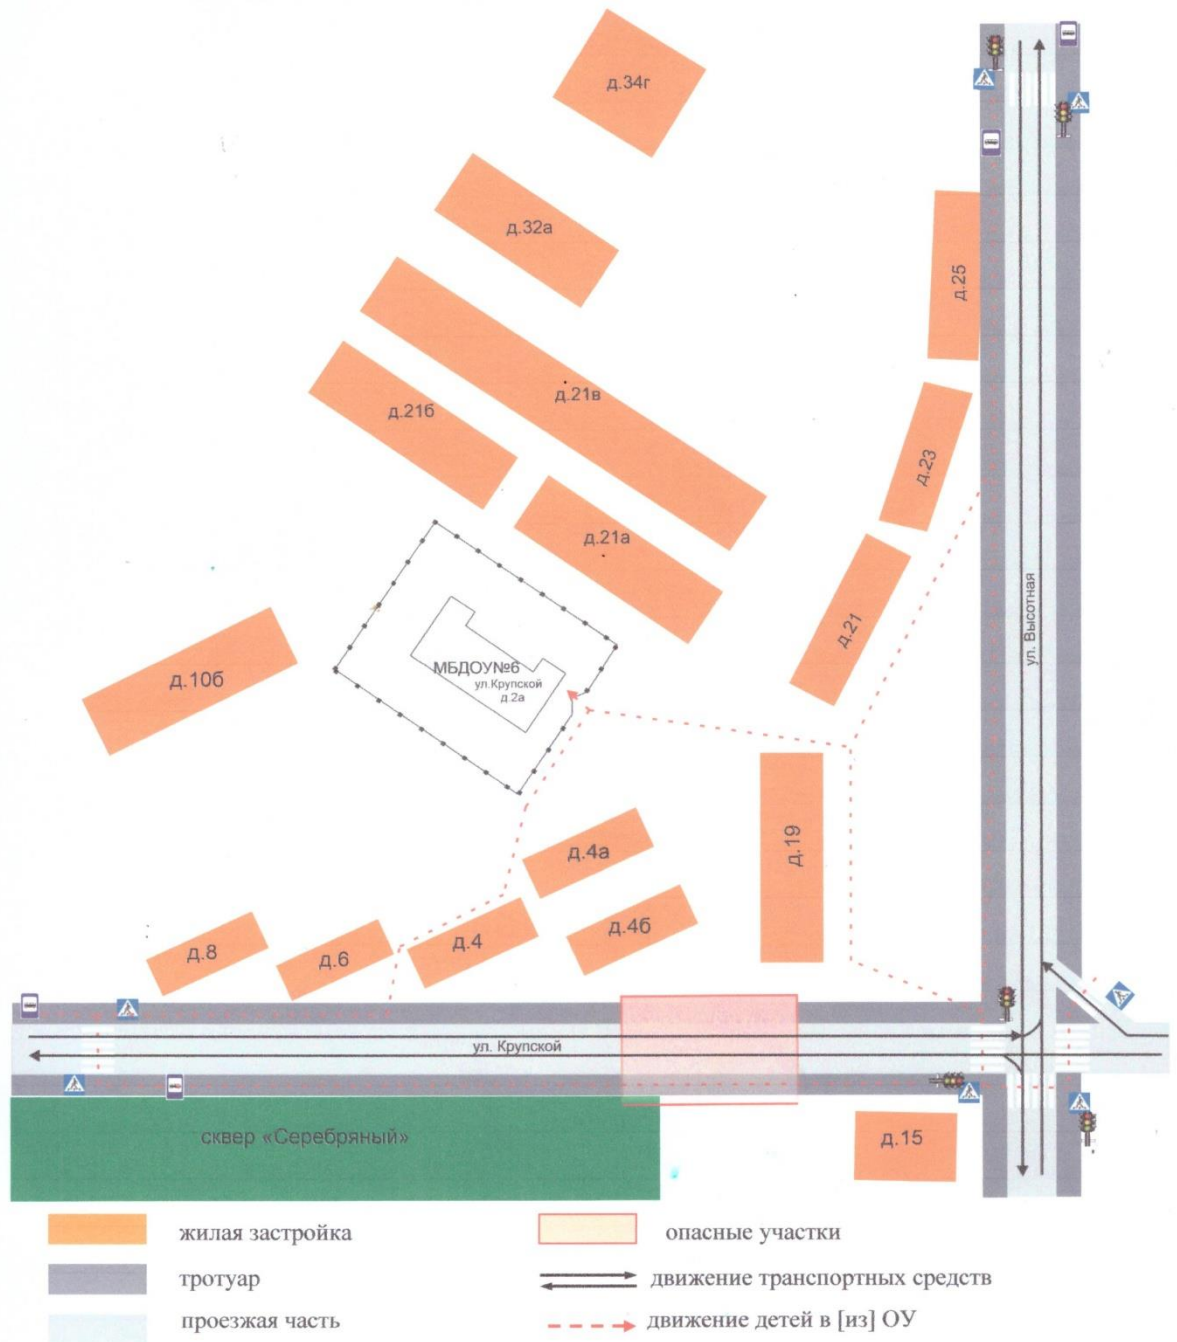 д.34г
д.32а
д.25
д.21в
д.21б
д.23
д.21а
ул. Высотная
д.21
МБДОУ№6
ул.Крупской
д.2а
д.10б
д.19
д.4а
д.4б
д.4
д.6
д.8
ул. Крупской
сквер «Серебряный»
д.15
жилая застройка
опасные участки
тротуар
движение транспортных средств
проезжая часть
движение детей в [из] ОУ